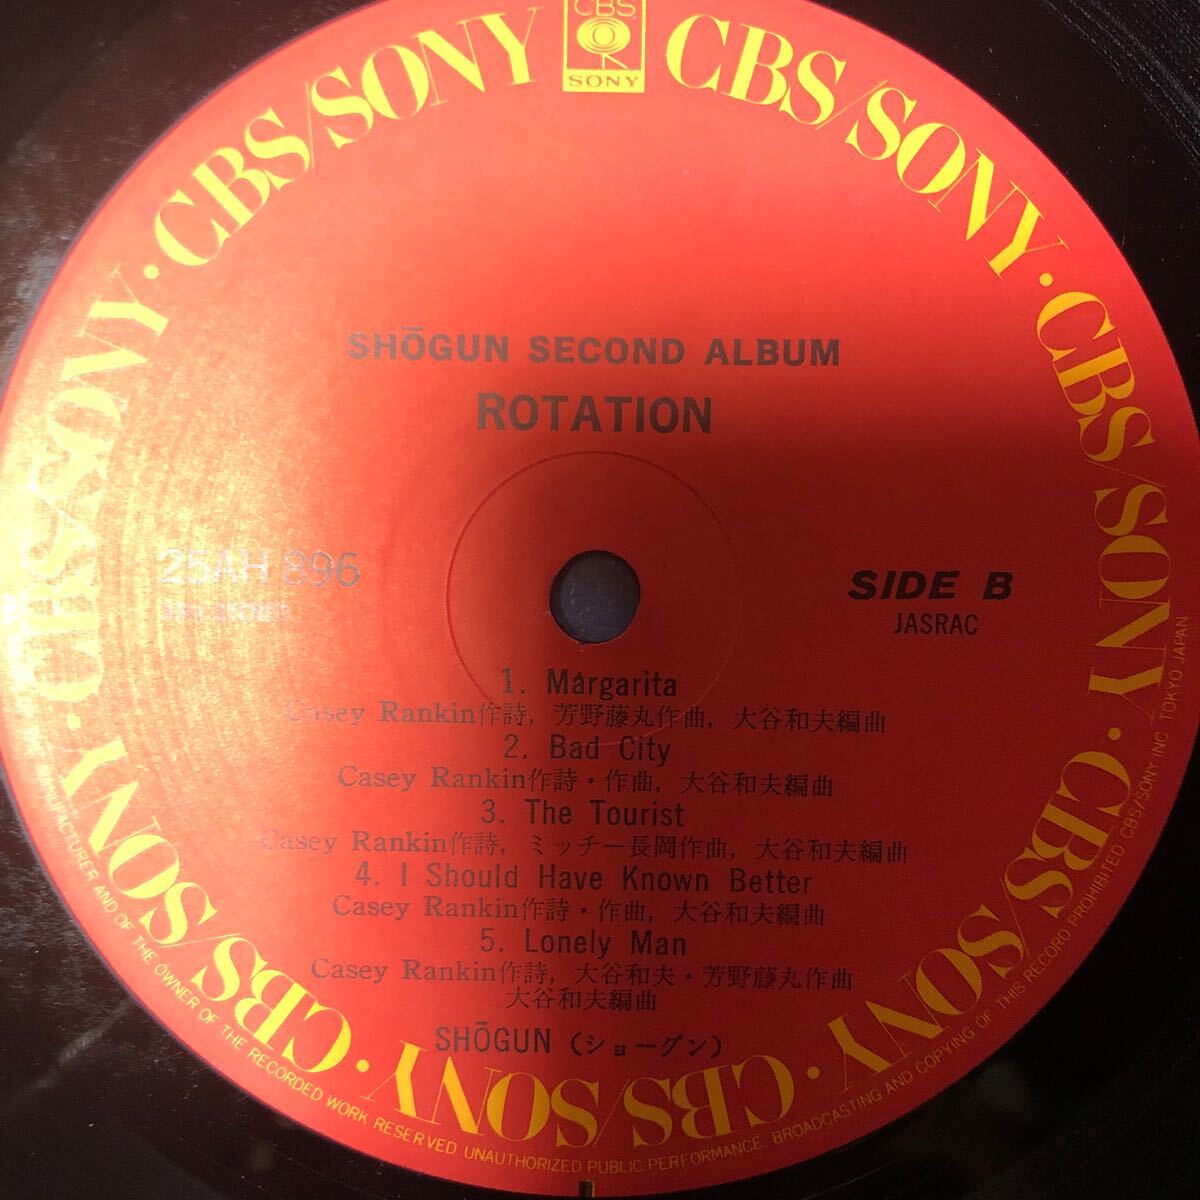 CBS
SONY
CBS/SONY · CBS/SONY · CBS/SONY · CBS/SONY · CBS/SONY · CBS/SONY · CBS/SONY · CBS/SONY
SHŌGUN SECOND ALBUM
ROTATION
25AH 896
SIDE B
JASRAC
1. Margarita
Casey Rankin作詩, 芳野藤丸作曲, 大谷和夫編曲
2. Bad City
Casey Rankin作詩・作曲, 大谷和夫編曲
3. The Tourist
Casey Rankin作詩, ミッチー長岡作曲, 大谷和夫編曲
4. I Should Have Known Better
Casey Rankin作詩・作曲, 大谷和夫編曲
5. Lonely Man
Casey Rankin作詩, 大谷和夫・芳野藤丸作曲
大谷和夫編曲
SHŌGUN (ショーグン)
MANUFACTURER AND OF THE OWNER OF THE RECORDED WORK RESERVED. UNAUTHORIZED PUBLIC PERFORMANCE. BROADCASTING AND COPYING OF THIS RECORD PROHIBITED CBS/SONY INC. TOKYO JAPAN